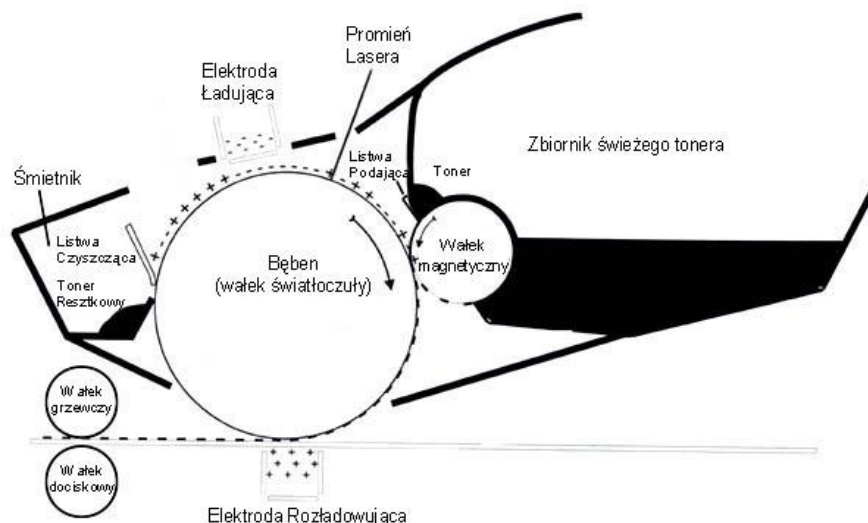 Promień
Lasera
Elektroda
Ładująca
Zbiornik świeżego tonera
Listwa
Podająca
Toner
Śmietnik
Listwa
Czyszcząca
Toner
Resztkowy
Bęben
(wałek światłoczuły)
Wałek
magnetyczny
Wałek
grzewczy
Wałek
dociskowy
Elektroda Rozładowująca